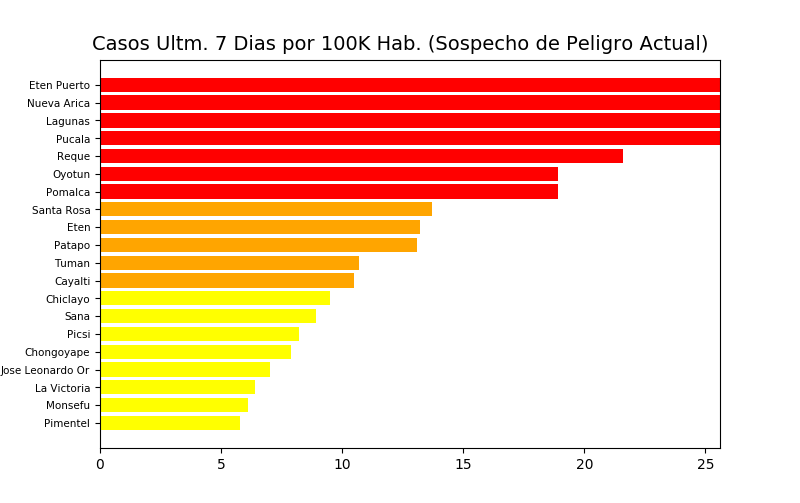 Casos Ultm. 7 Dias por 100K Hab. (Sospecho de Peligro Actual)
Eten Puerto
Nueva Arica
Lagunas
Pucala
Reque
Oyotun
Pomalca
Santa Rosa
Eten
Patapo
Tuman
Cayalti
Chiclayo
Sana
Picsi
Chongoyape
Jose Leonardo Or
La Victoria
Monsefu
Pimentel
0 5 10 15 20 25